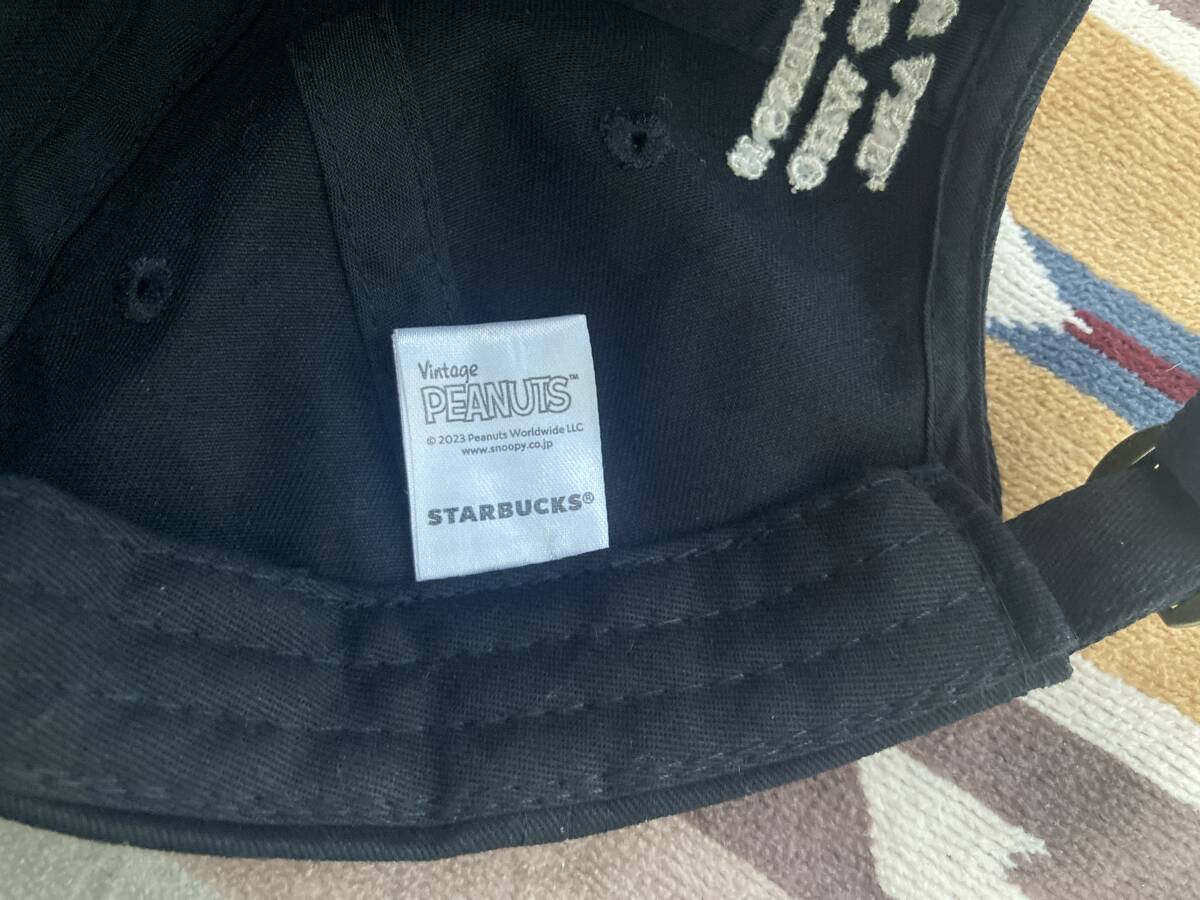 Vintage
PEANUTS™
© 2023 Peanuts Worldwide LLC
www.snoopy.co.jp
STARBUCKS®